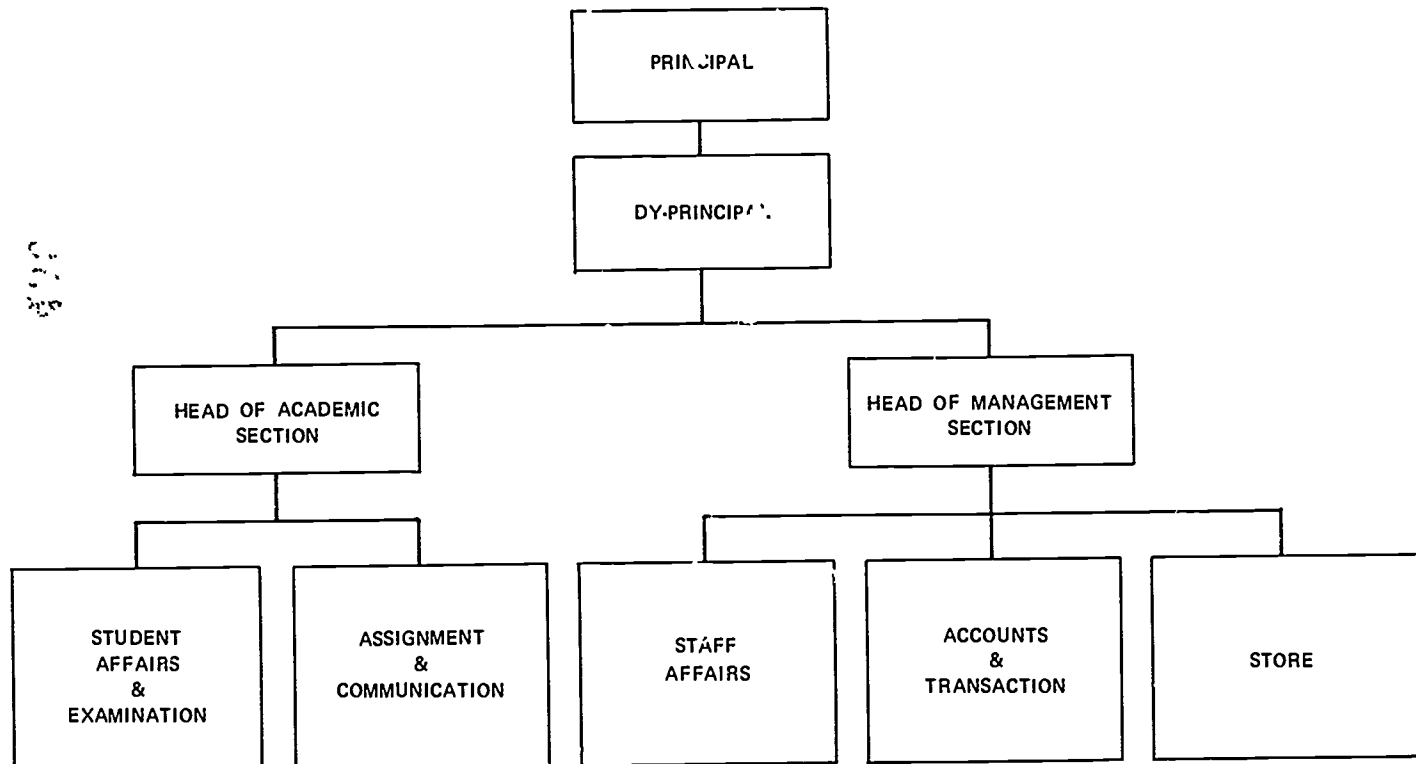 PRINCIPAL
DY-PRINCIPAL
HEAD OF ACADEMIC
SECTION
HEAD OF MANAGEMENT
SECTION
STUDENT
AFFAIRS
&
EXAMINATION
ASSIGNMENT
&
COMMUNICATION
STAFF
AFFAIRS
ACCOUNTS
&
TRANSACTION
STORE